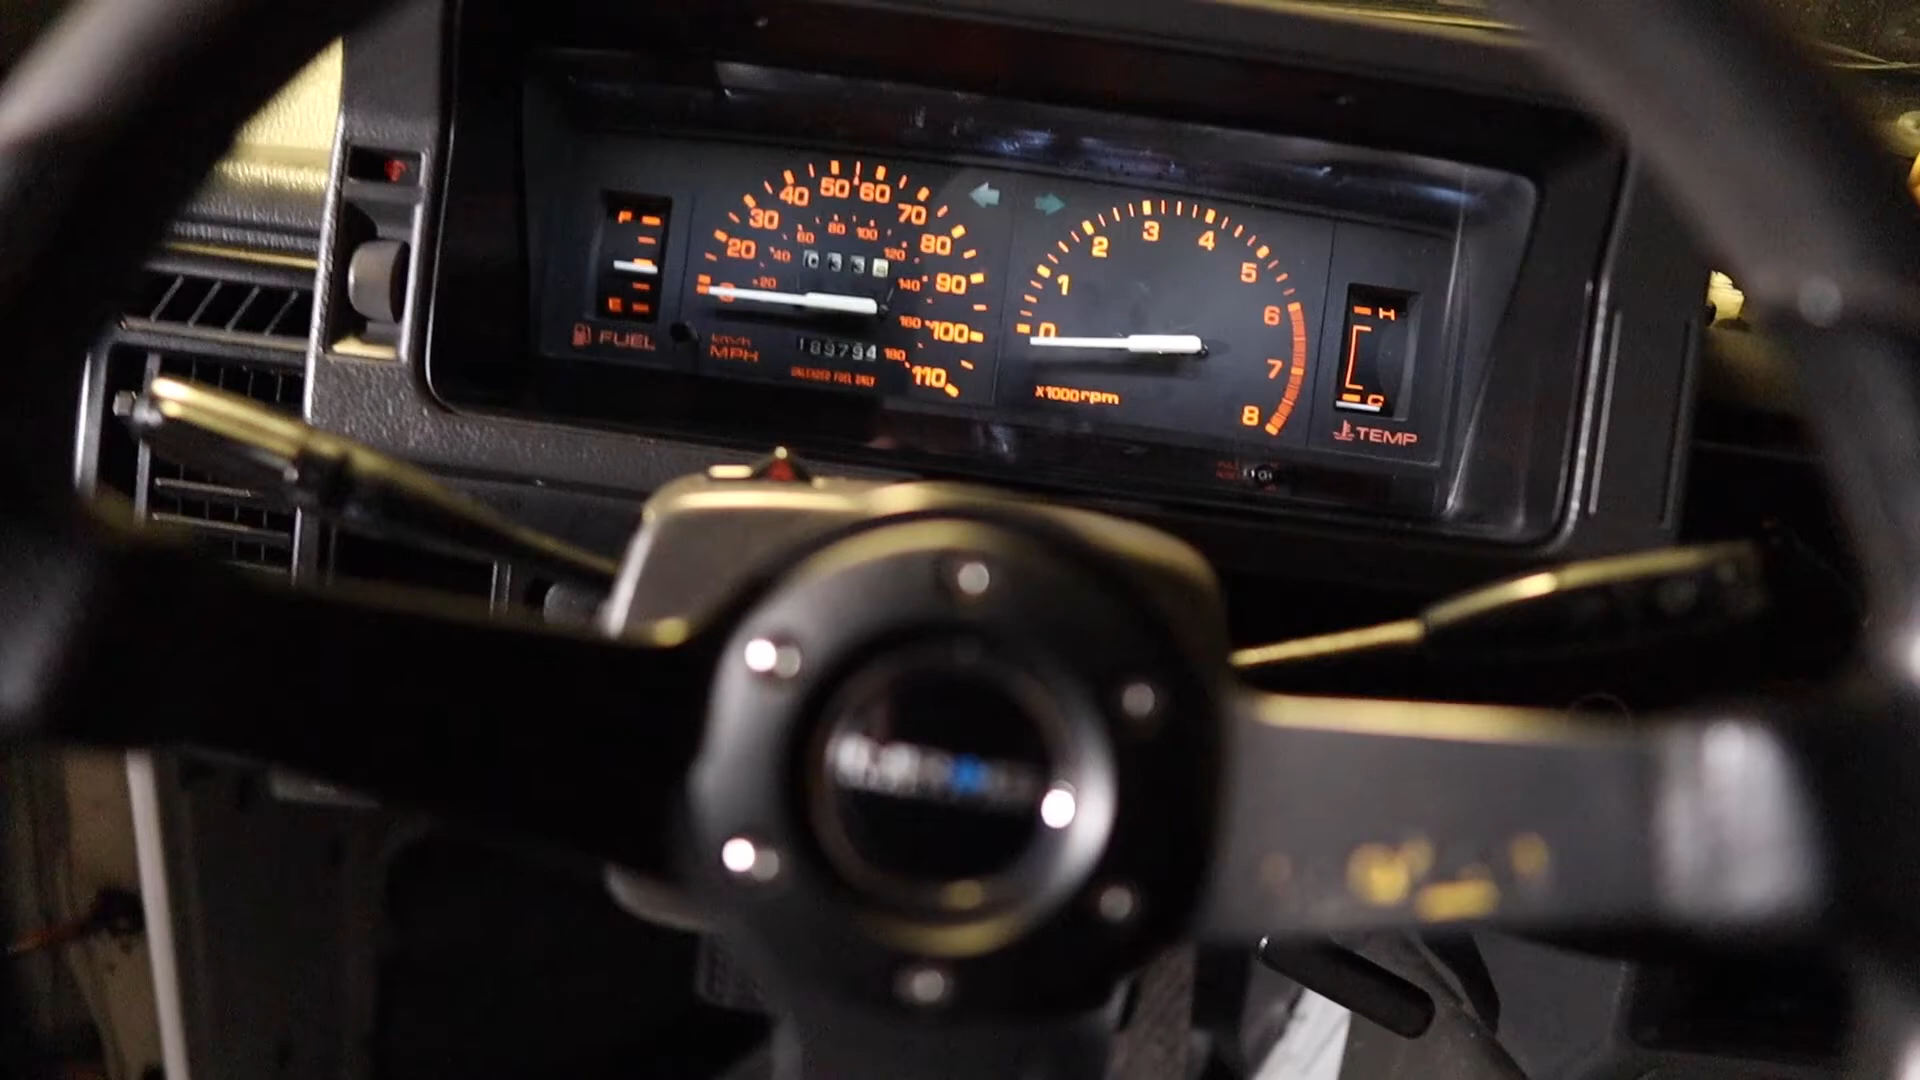 F
E
FUEL
20 30 40 50 60 70 80 90 100 110
20 40 60 80 100 120 140 160 180
km/h
MPH
189794
UNLEADED FUEL ONLY
0 1 2 3 4 5 6 7 8
x1000rpm
H
C
TEMP